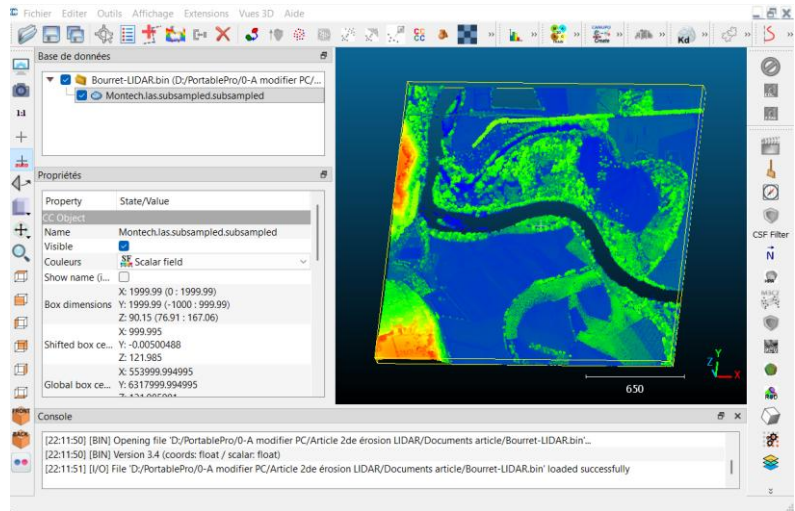 Fichier Editer Outils Affichage Extensions Vues 3D Aide
Kd
Base de données
Bourret-LIDAR.bin (D:/PortablePro/0-A modifier PC/...
Montech.las.subsampled.subsampled
1:1
Propriétés
Property State/Value
CC Object
Name Montech.las.subsampled.subsampled
Visible
Couleurs SF Scalar field
Show name (i...
X: 1999.99 (0 : 1999.99)
Box dimensions Y: 1999.99 (-1000 : 999.99)
Z: 90.15 (76.91 : 167.06)
X: 999.995
Shifted box ce... Y: -0.00500488
Z: 121.985
X: 553999.994995
Global box ce... Y: 6317999.994995
CSF Filter
N
Y
Z
X
650
FRONT
BACK
Console
[22:11:50] [BIN] Opening file 'D:/PortablePro/0-A modifier PC/Article 2de érosion LIDAR/Documents article/Bourret-LIDAR.bin'...
[22:11:50] [BIN] Version 3.4 (coords: float / scalar: float)
[22:11:51] [I/O] File 'D:/PortablePro/0-A modifier PC/Article 2de érosion LIDAR/Documents article/Bourret-LIDAR.bin' loaded successfully